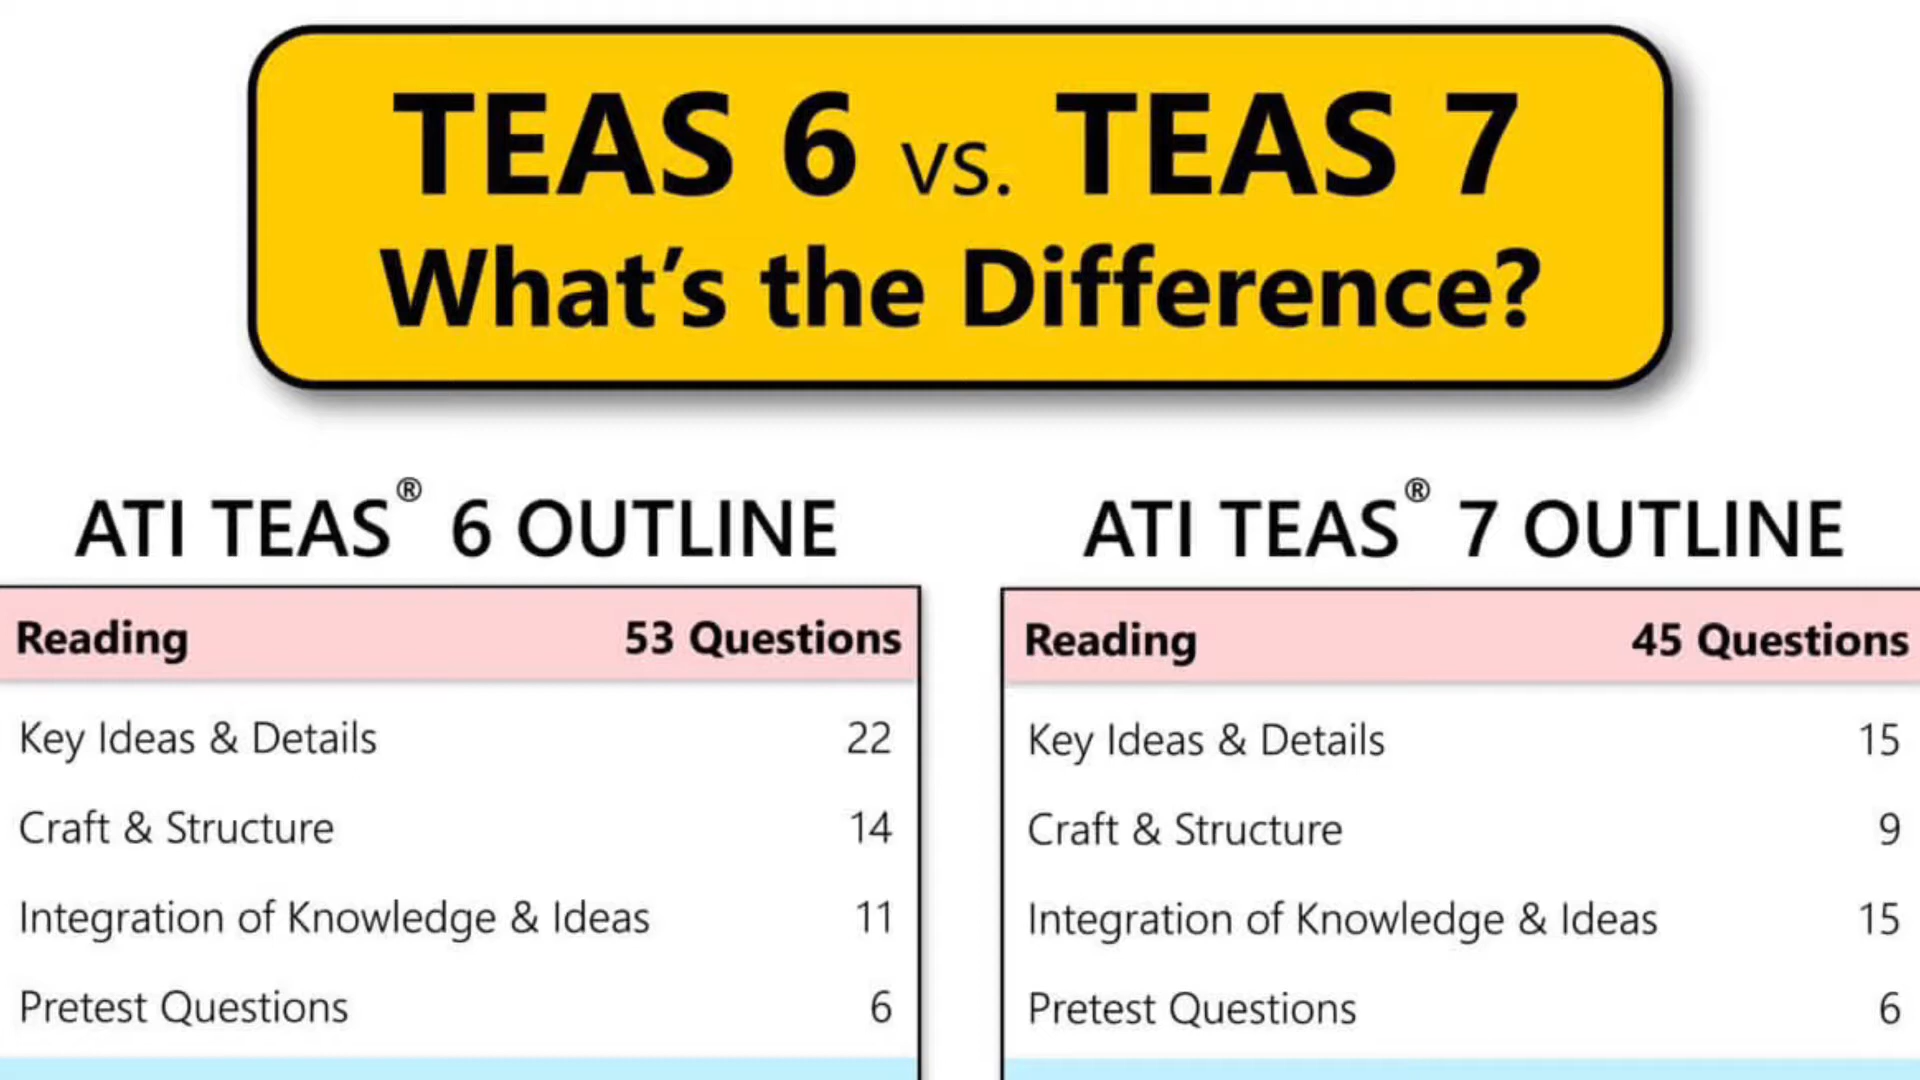 TEAS 6 vs. TEAS 7
What's the Difference?
ATI TEAS® 6 OUTLINE
Reading 53 Questions
Key Ideas & Details 22
Craft & Structure 14
Integration of Knowledge & Ideas 11
Pretest Questions 6
ATI TEAS® 7 OUTLINE
Reading 45 Questions
Key Ideas & Details 15
Craft & Structure 9
Integration of Knowledge & Ideas 15
Pretest Questions 6